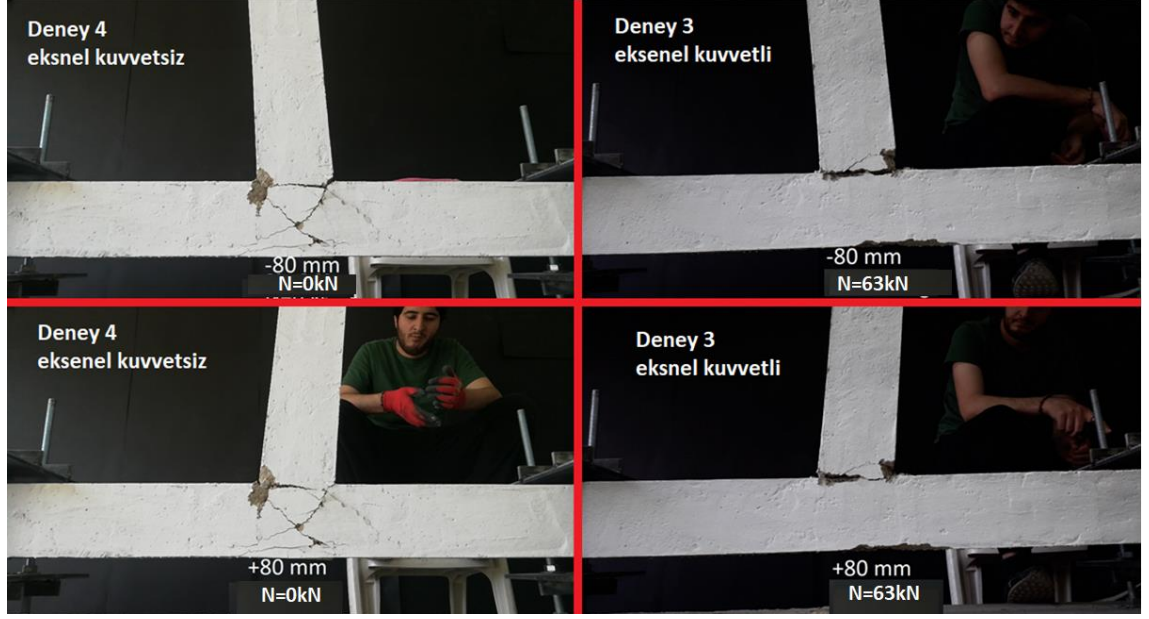 Deney 4
eksnel kuvvetsiz
-80 mm
N=0kN
Deney 3
eksenel kuvvetli
-80 mm
N=63kN
Deney 4
eksenel kuvvetsiz
+80 mm
N=0kN
Deney 3
eksnel kuvvetli
+80 mm
N=63kN